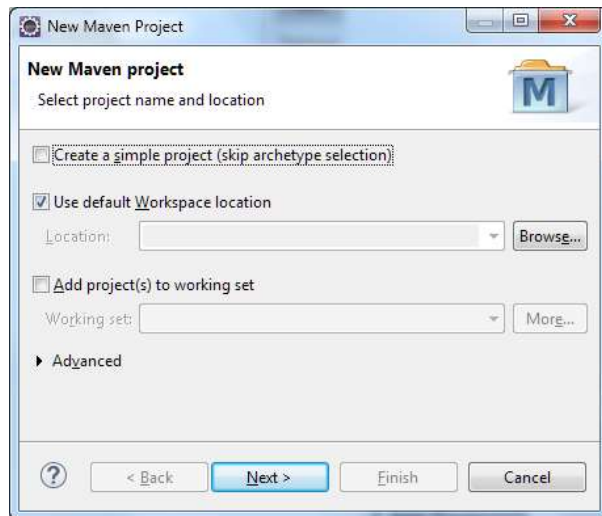 New Maven Project
New Maven project
Select project name and location
M
Create a simple project (skip archetype selection)
Use default Workspace location
Location:
Browse...
Add project(s) to working set
Working set:
More...
Advanced
?
< Back
Next >
Finish
Cancel